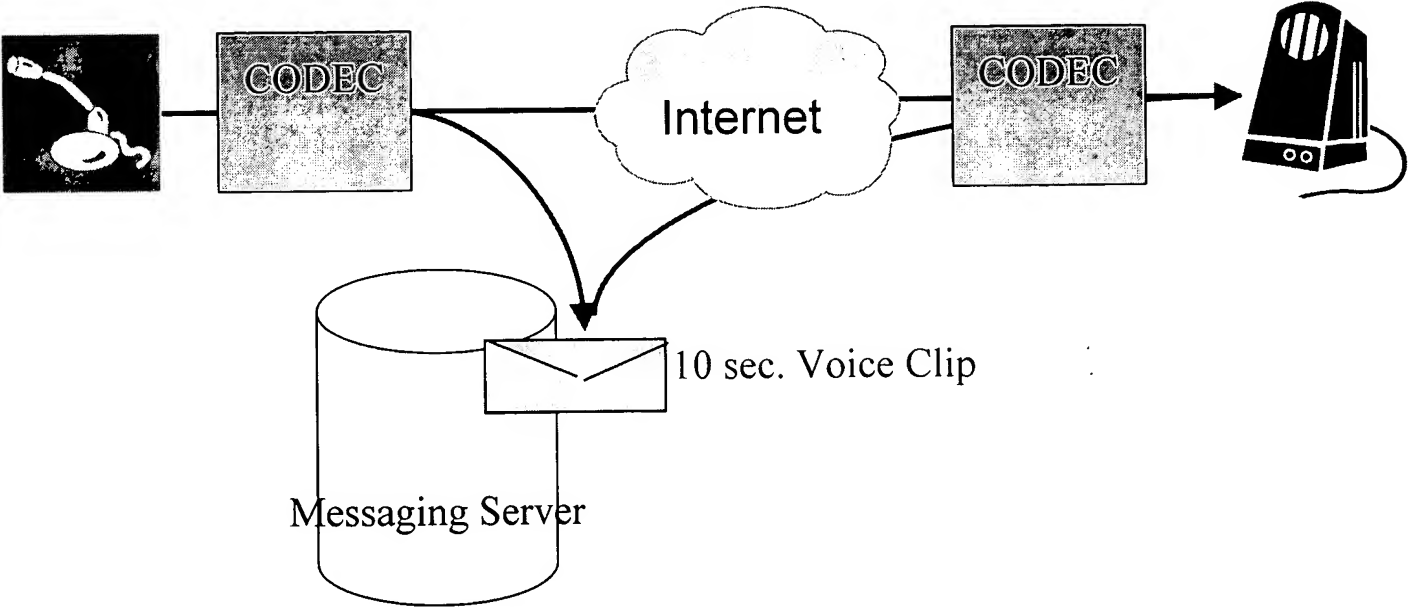 CODEC
Internet
CODEC
10 sec. Voice Clip
Messaging Server